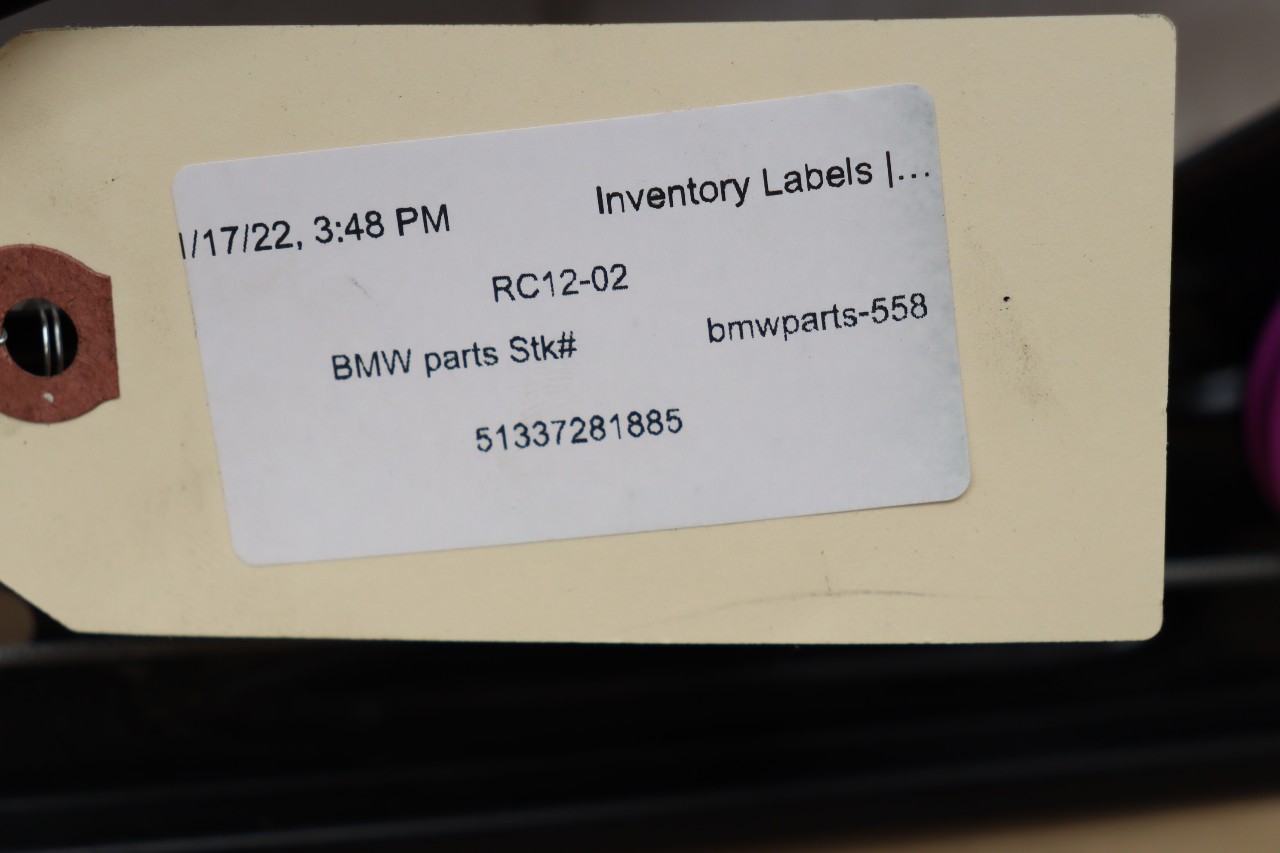 /17/22, 3:48 PM Inventory Labels |...
RC12-02
BMW parts Stk# bmwparts-558
51337281885